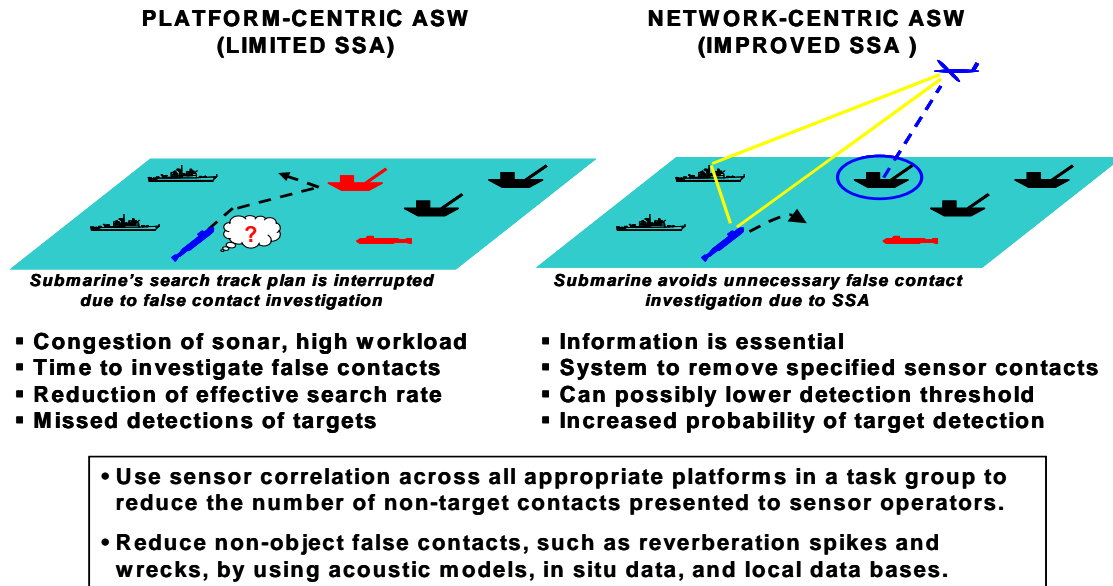 PLATFORM-CENTRIC ASW
(LIMITED SSA)
?
Submarine's search track plan is interrupted
due to false contact investigation
▪ Congestion of sonar, high workload
▪ Time to investigate false contacts
▪ Reduction of effective search rate
▪ Missed detections of targets
NETWORK-CENTRIC ASW
(IMPROVED SSA )
Submarine avoids unnecessary false contact
investigation due to SSA
▪ Information is essential
▪ System to remove specified sensor contacts
▪ Can possibly lower detection threshold
▪ Increased probability of target detection
• Use sensor correlation across all appropriate platforms in a task group to
reduce the number of non-target contacts presented to sensor operators.
• Reduce non-object false contacts, such as reverberation spikes and
wrecks, by using acoustic models, in situ data, and local data bases.